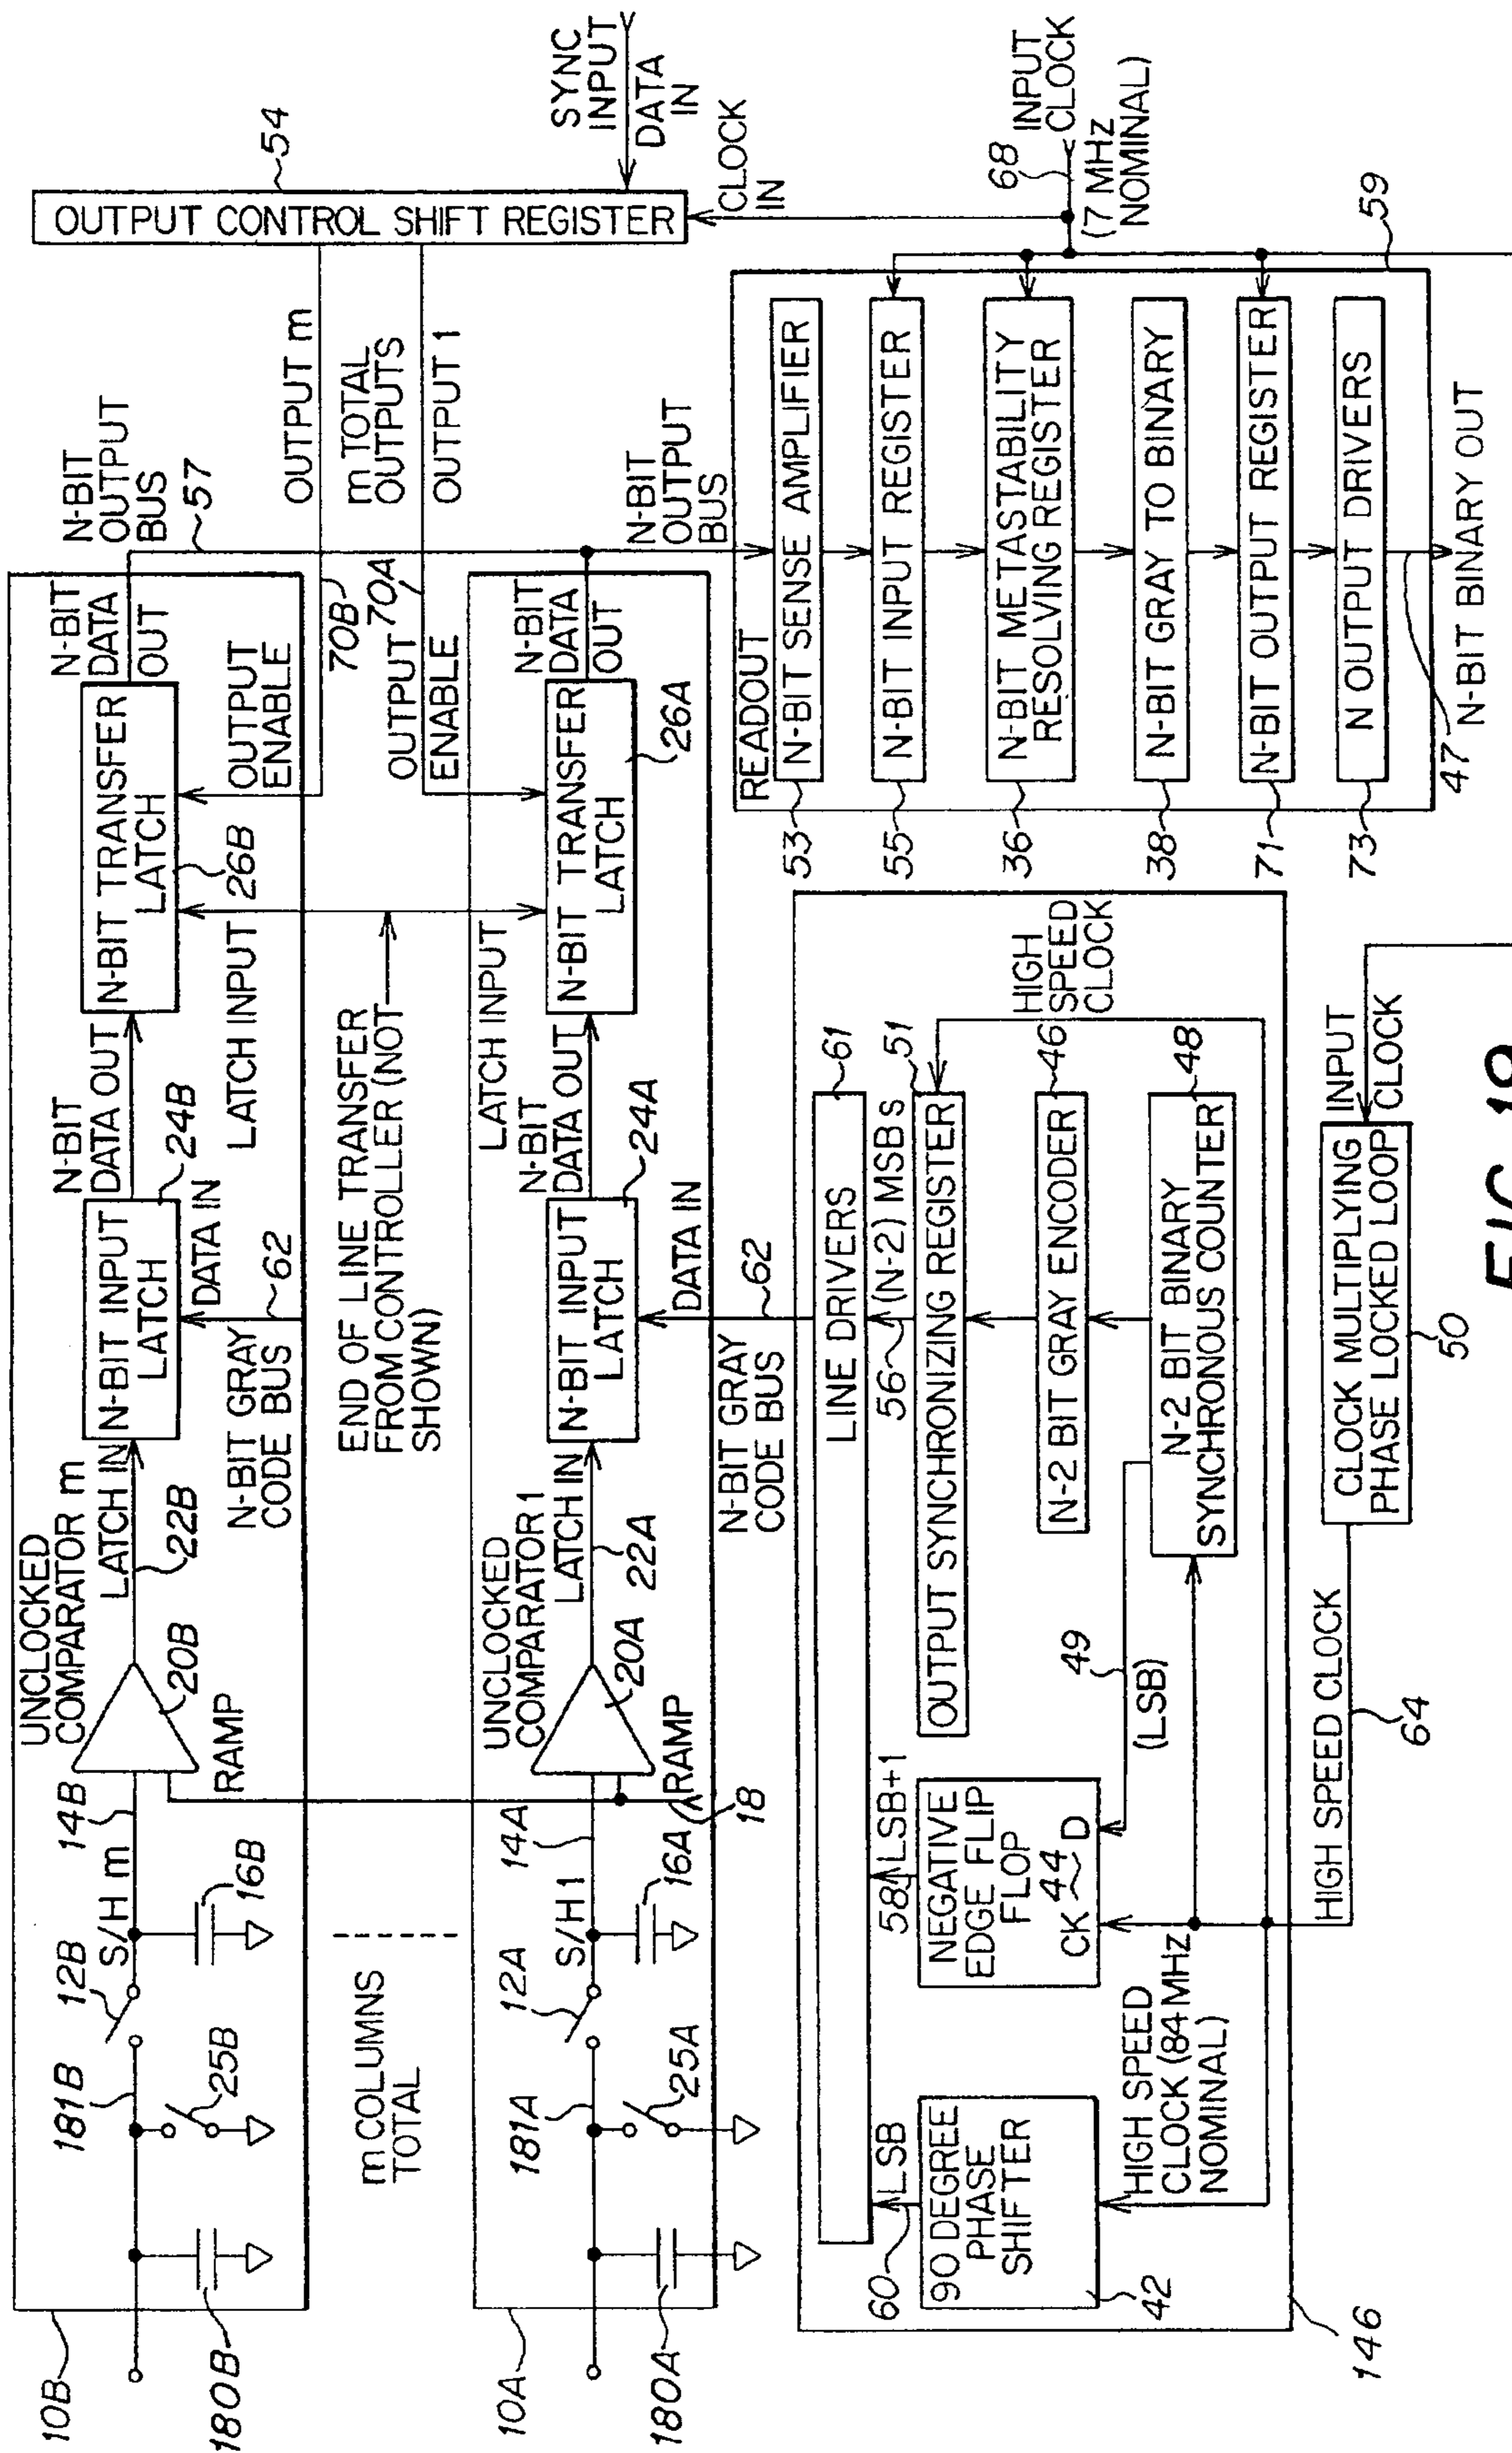 10B
180B
181B
25B
12B
S/H m
16B
14B
UNCLOCKED
COMPARATOR m
20B
RAMP
LATCH IN
22B
N-BIT INPUT
LATCH
24B
DATA IN
62
N-BIT GRAY
CODE BUS
N-BIT
DATA OUT
N-BIT TRANSFER
LATCH
26B
LATCH INPUT
OUTPUT
ENABLE
N-BIT
DATA
OUT
N-BIT
OUTPUT
BUS
57
70B
OUTPUT m
m TOTAL
OUTPUTS
OUTPUT 1
70A
54
OUTPUT CONTROL SHIFT REGISTER
SYNC
INPUT
DATA
IN
CLOCK
IN
m COLUMNS
TOTAL
END OF LINE TRANSFER
FROM CONTROLLER (NOT
SHOWN)
10A
180A
181A
25A
12A
S/H 1
16A
14A
UNCLOCKED
COMPARATOR 1
20A
RAMP
18
LATCH IN
22A
N-BIT INPUT
LATCH
24A
DATA IN
62
N-BIT GRAY
CODE BUS
N-BIT
DATA OUT
LATCH INPUT
N-BIT TRANSFER
LATCH
26A
OUTPUT
ENABLE
N-BIT
DATA
OUT
N-BIT
OUTPUT
BUS
LINE DRIVERS
61
60
LSB
90 DEGREE
PHASE
SHIFTER
42
58
LSB+1
NEGATIVE
EDGE FLIP
FLOP
44
CK
D
56
(N-2) MSBs
51
OUTPUT SYNCHRONIZING REGISTER
N-2 BIT GRAY ENCODER
46
N-2 BIT BINARY
SYNCHRONOUS COUNTER
48
49
(LSB)
HIGH
SPEED
CLOCK
HIGH SPEED
CLOCK (84 MHz
NOMINAL)
146
HIGH SPEED CLOCK
64
CLOCK MULTIPLYING
PHASE LOCKED LOOP
50
INPUT
CLOCK
READOUT
53
N-BIT SENSE AMPLIFIER
55
N-BIT INPUT REGISTER
36
N-BIT METASTABILITY
RESOLVING REGISTER
38
N-BIT GRAY TO BINARY
71
N-BIT OUTPUT REGISTER
73
N OUTPUT DRIVERS
47
N-BIT BINARY OUT
59
68
INPUT
CLOCK
(7 MHz
NOMINAL)